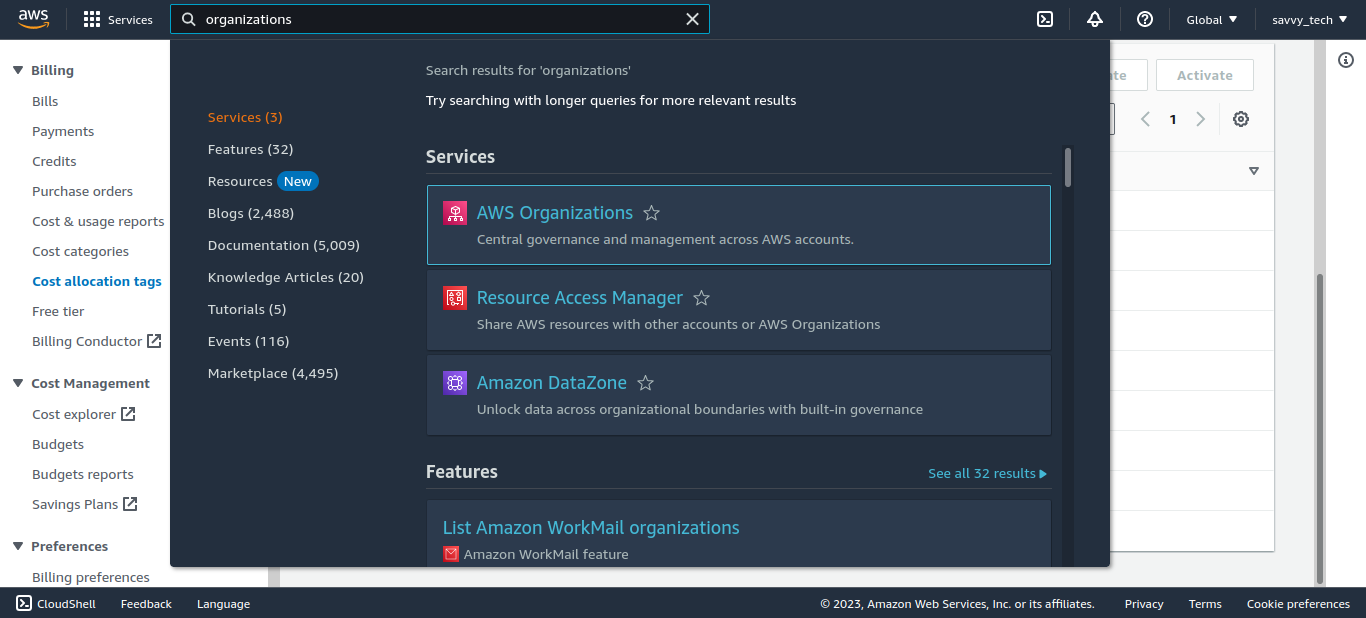 aws
Services
organizations
Global
savvy_tech
Billing
Bills
Payments
Credits
Purchase orders
Cost & usage reports
Cost categories
Cost allocation tags
Free tier
Billing Conductor
Cost Management
Cost explorer
Budgets
Budgets reports
Savings Plans
Preferences
Billing preferences
Services (3)
Features (32)
Resources New
Blogs (2,488)
Documentation (5,009)
Knowledge Articles (20)
Tutorials (5)
Events (116)
Marketplace (4,495)
Search results for 'organizations'
Try searching with longer queries for more relevant results
Services
AWS Organizations
Central governance and management across AWS accounts.
Resource Access Manager
Share AWS resources with other accounts or AWS Organizations
Amazon DataZone
Unlock data across organizational boundaries with built-in governance
Features
See all 32 results
List Amazon WorkMail organizations
Amazon WorkMail feature
Activate
1
CloudShell
Feedback
Language
© 2023, Amazon Web Services, Inc. or its affiliates.
Privacy
Terms
Cookie preferences